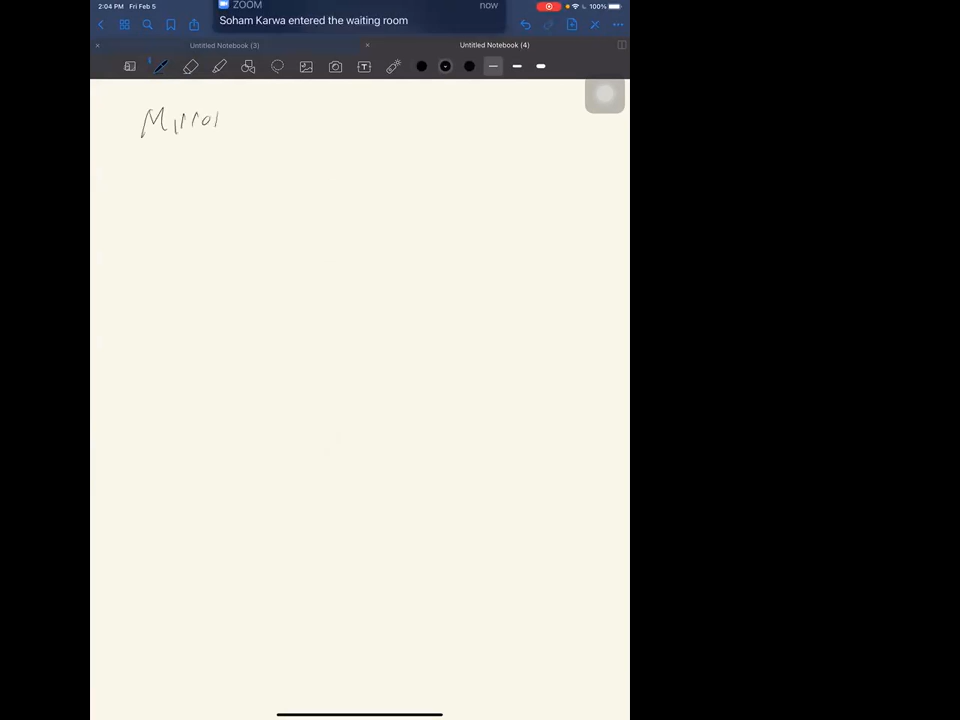 2:04 PM Fri Feb 5
ZOOM
now
100%
Soham Karwa entered the waiting room
Untitled Notebook (3)
Untitled Notebook (4)
T
Mirror